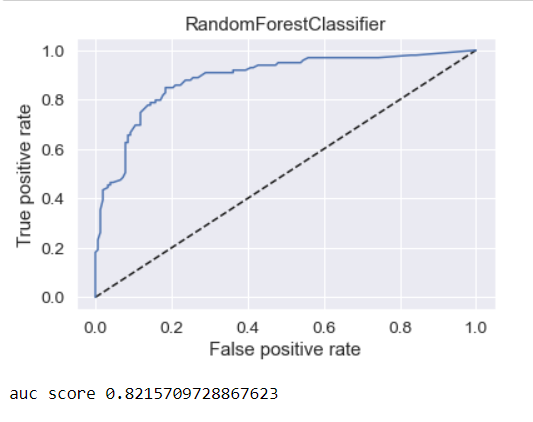 RandomForestClassifier
1.0
0.8
0.6
0.4
0.2
0.0
True positive rate
0.0 0.2 0.4 0.6 0.8 1.0
False positive rate
auc score 0.8215709728867623